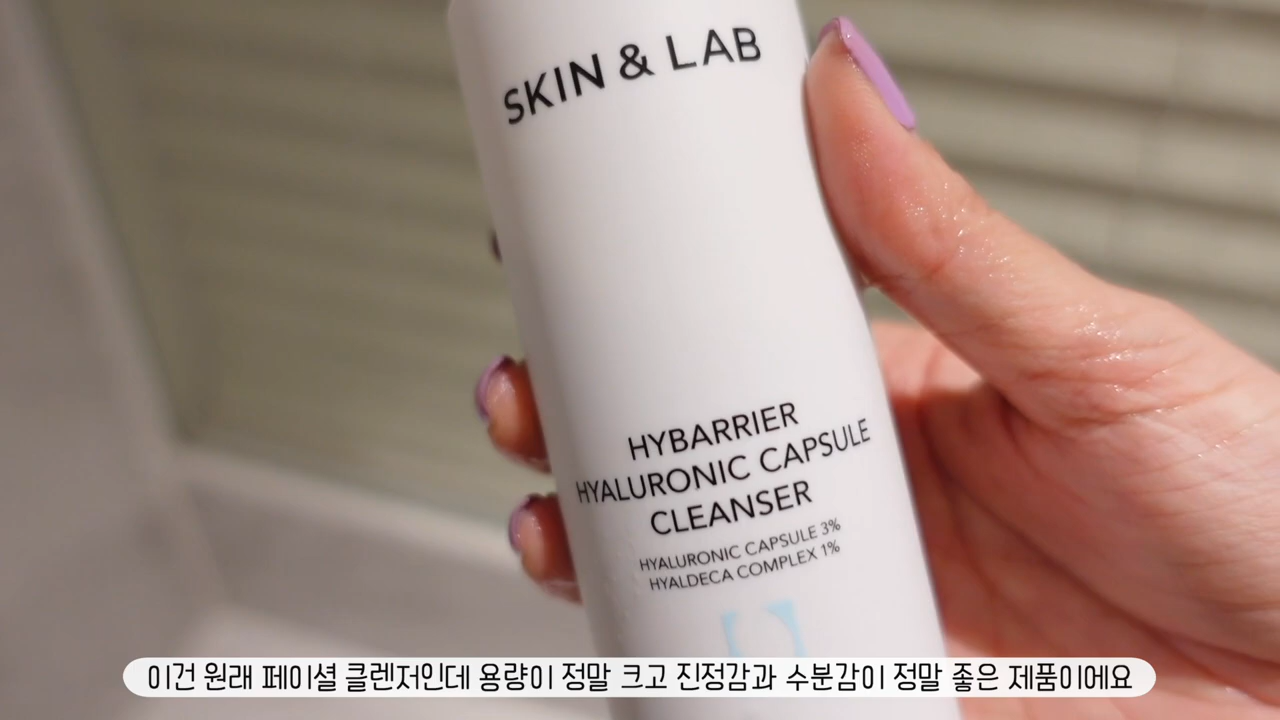 SKIN & LAB
HYBARRIER
HYALURONIC CAPSULE
CLEANSER
HYALURONIC CAPSULE 3%
HYALDECA COMPLEX 1%
이건 원래 페이셜 클렌저인데 용량이 정말 크고 진정감과 수분감이 정말 좋은 제품이에요